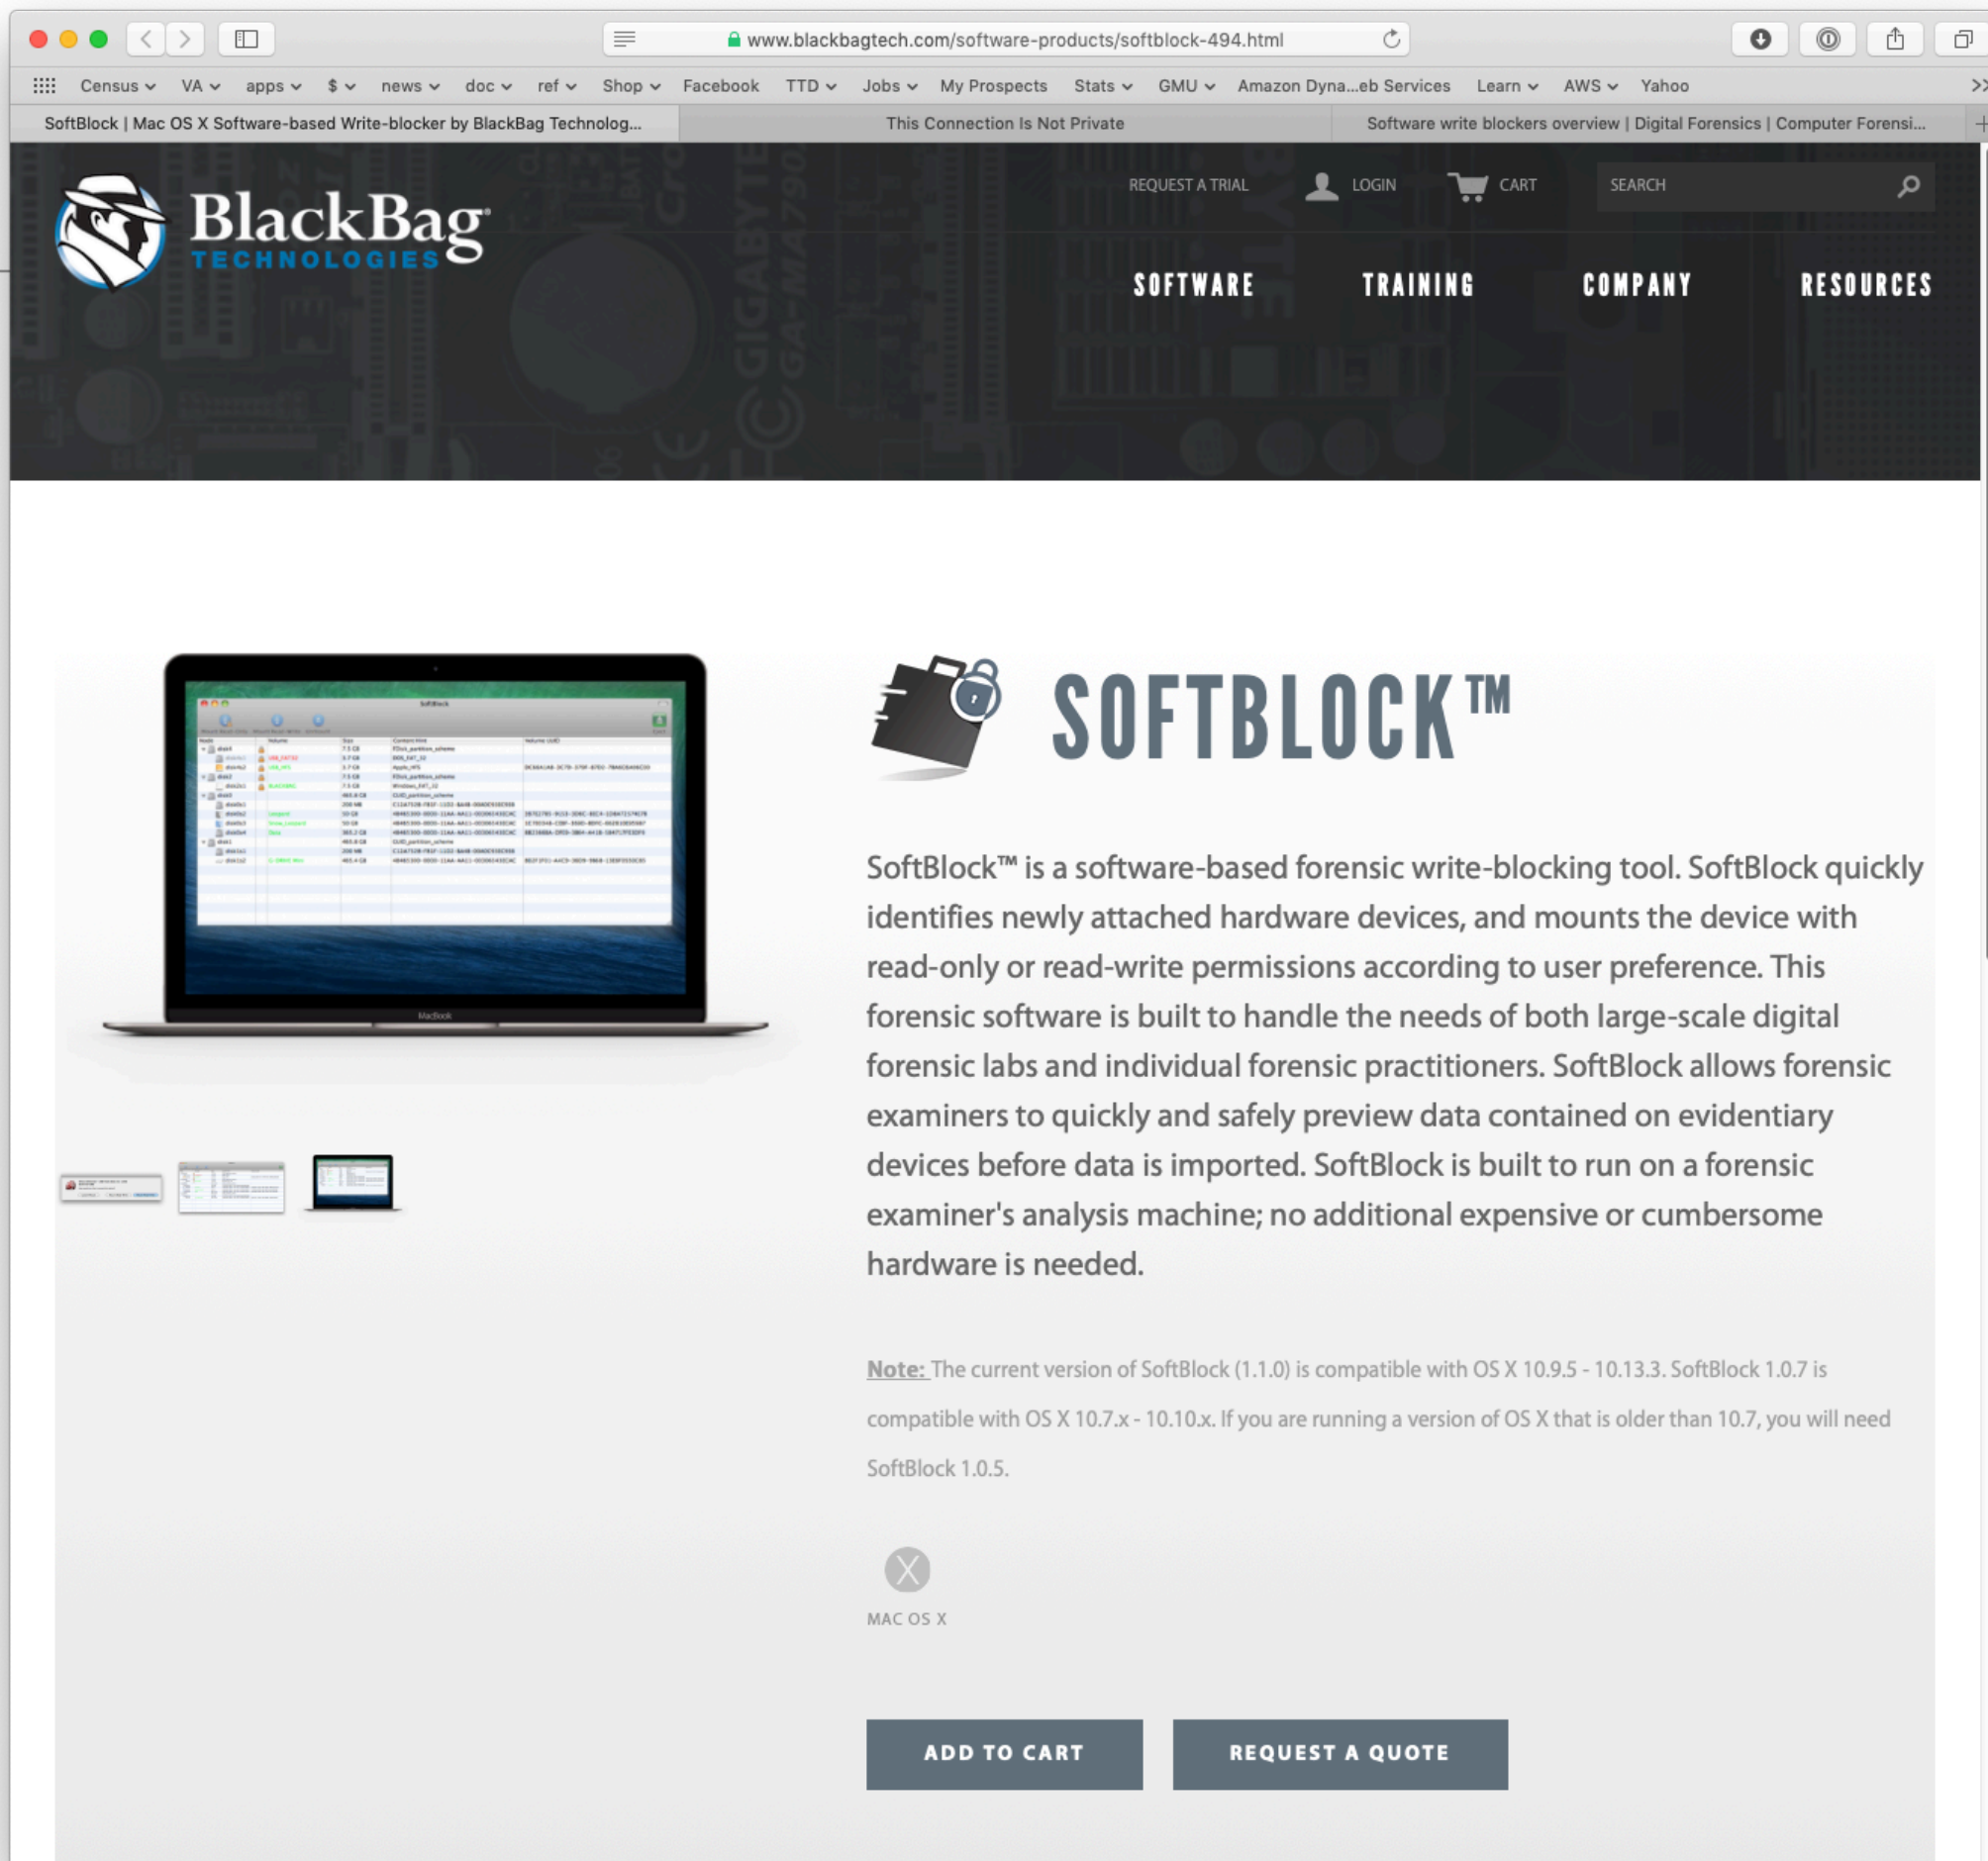 www.blackbagtech.com/software-products/softblock-494.html
Census VA apps $ news doc ref Shop Facebook TTD Jobs My Prospects Stats GMU Amazon Dyna...eb Services Learn AWS Yahoo >>
SoftBlock | Mac OS X Software-based Write-blocker by BlackBag Technolog... This Connection Is Not Private Software write blockers overview | Digital Forensics | Computer Forensi... +
REQUEST A TRIAL LOGIN CART SEARCH
BlackBag
TECHNOLOGIES
SOFTWARE TRAINING COMPANY RESOURCES
GIGABYTE
GA-MA790
SoftBlock
MacBook
SOFTBLOCK™
SoftBlock™ is a software-based forensic write-blocking tool. SoftBlock quickly
identifies newly attached hardware devices, and mounts the device with
read-only or read-write permissions according to user preference. This
forensic software is built to handle the needs of both large-scale digital
forensic labs and individual forensic practitioners. SoftBlock allows forensic
examiners to quickly and safely preview data contained on evidentiary
devices before data is imported. SoftBlock is built to run on a forensic
examiner's analysis machine; no additional expensive or cumbersome
hardware is needed.
Note: The current version of SoftBlock (1.1.0) is compatible with OS X 10.9.5 - 10.13.3. SoftBlock 1.0.7 is
compatible with OS X 10.7.x - 10.10.x. If you are running a version of OS X that is older than 10.7, you will need
SoftBlock 1.0.5.
MAC OS X
ADD TO CART REQUEST A QUOTE